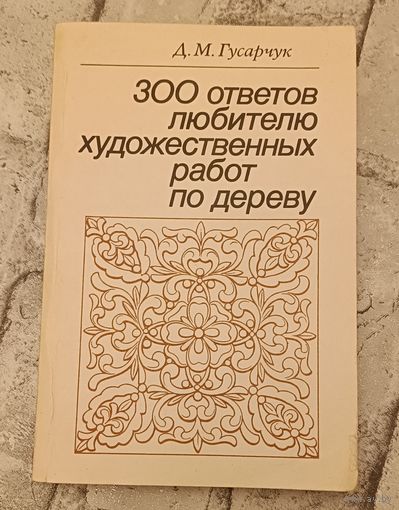 Д. М. Гусарчук
300 ответов
любителю
художественных
работ
по дереву